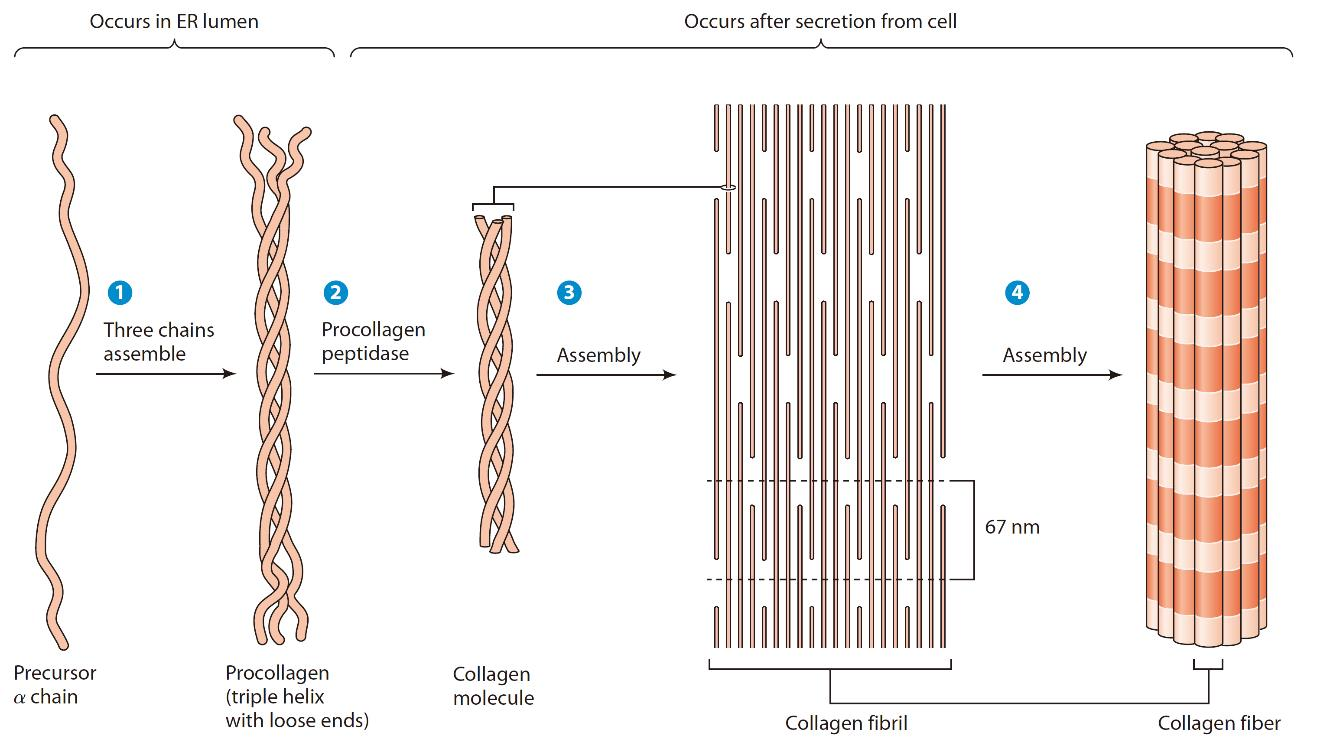 Occurs in ER lumen
Occurs after secretion from cell
1
Three chains
assemble
2
Procollagen
peptidase
3
Assembly
4
Assembly
67 nm
Precursor
α chain
Procollagen
(triple helix
with loose ends)
Collagen
molecule
Collagen fibril
Collagen fiber